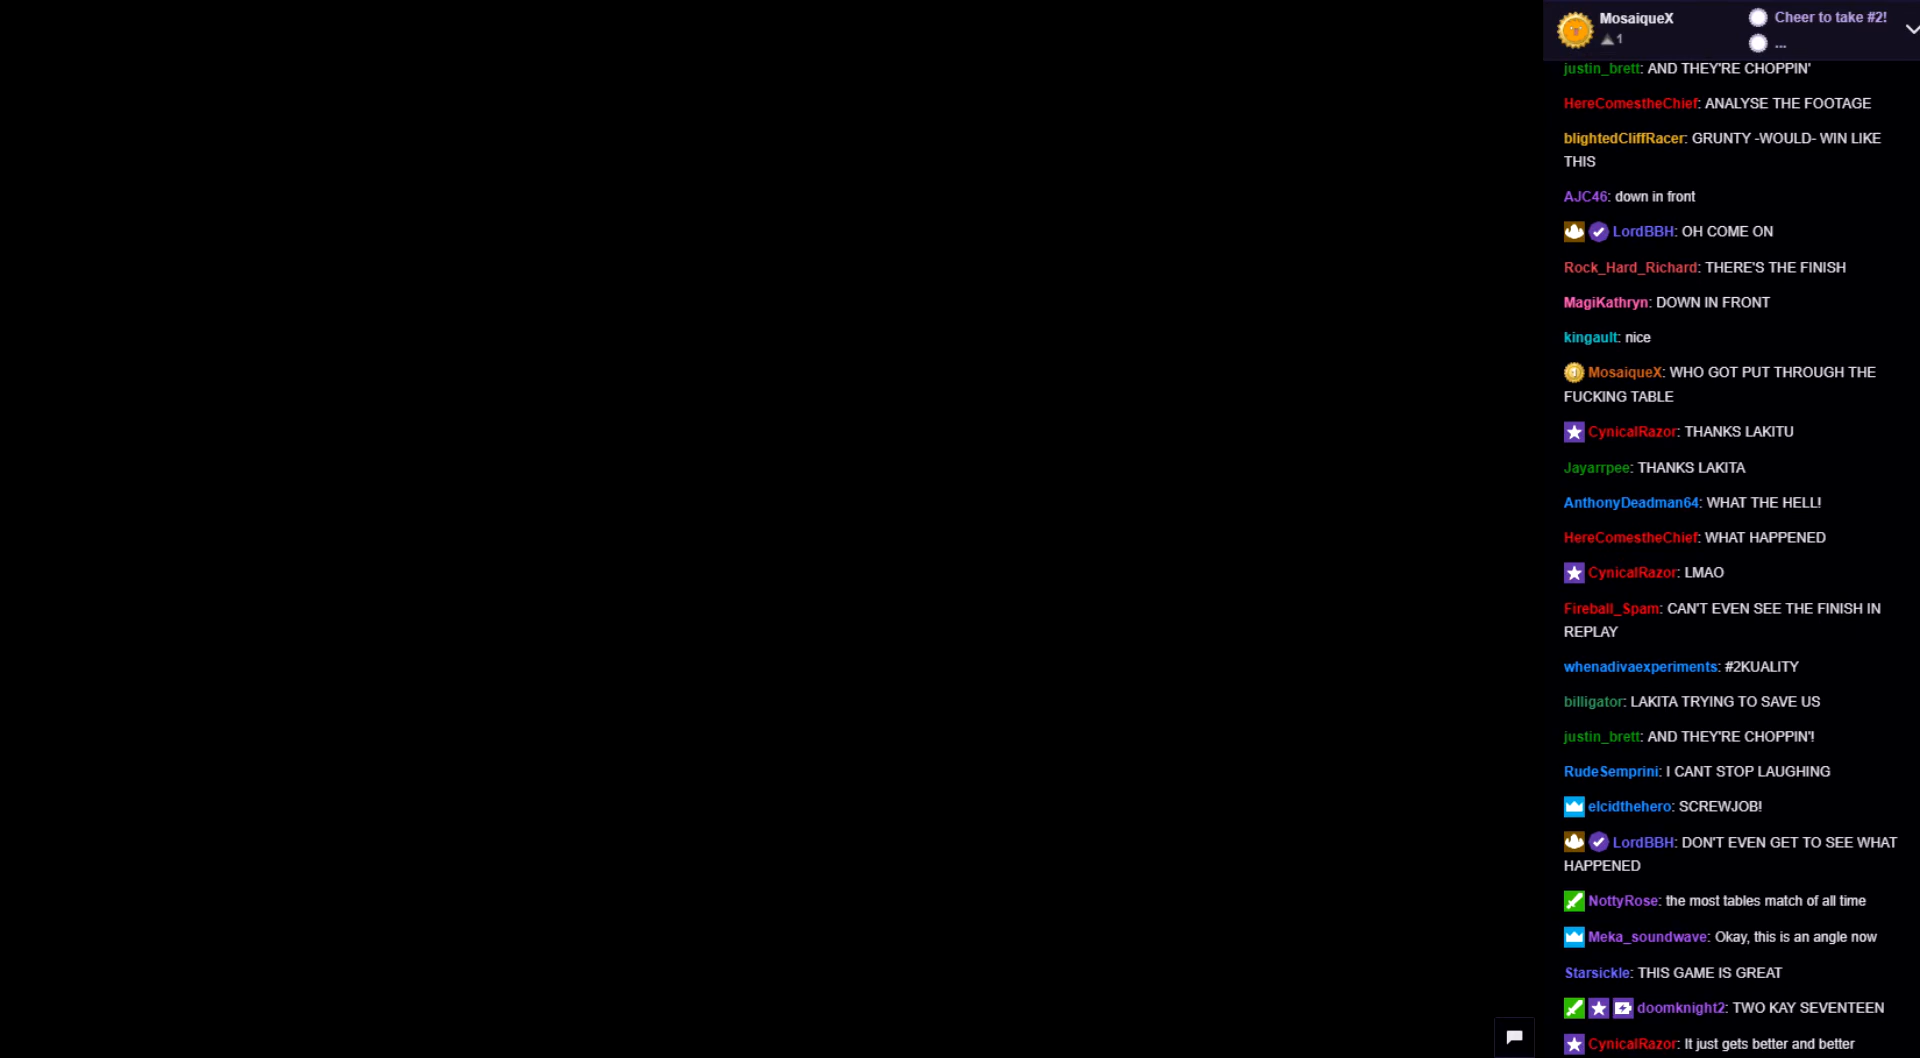 MosaiqueX
1
Cheer to take #2!
...
justin_brett: AND THEY'RE CHOPPIN'
HereComestheChief: ANALYSE THE FOOTAGE
blightedCliffRacer: GRUNTY -WOULD- WIN LIKE
THIS
AJC46: down in front
LordBBH: OH COME ON
Rock_Hard_Richard: THERE'S THE FINISH
MagiKathryn: DOWN IN FRONT
kingault: nice
MosaiqueX: WHO GOT PUT THROUGH THE
FUCKING TABLE
CynicalRazor: THANKS LAKITU
Jayarrpee: THANKS LAKITA
AnthonyDeadman64: WHAT THE HELL!
HereComestheChief: WHAT HAPPENED
CynicalRazor: LMAO
Fireball_Spam: CAN'T EVEN SEE THE FINISH IN
REPLAY
whenadivaexperiments: #2KUALITY
billigator: LAKITA TRYING TO SAVE US
justin_brett: AND THEY'RE CHOPPIN'!
RudeSemprini: I CANT STOP LAUGHING
elcidthehero: SCREWJOB!
LordBBH: DON'T EVEN GET TO SEE WHAT
HAPPENED
NottyRose: the most tables match of all time
Meka_soundwave: Okay, this is an angle now
Starsickle: THIS GAME IS GREAT
doomknight2: TWO KAY SEVENTEEN
CynicalRazor: It just gets better and better